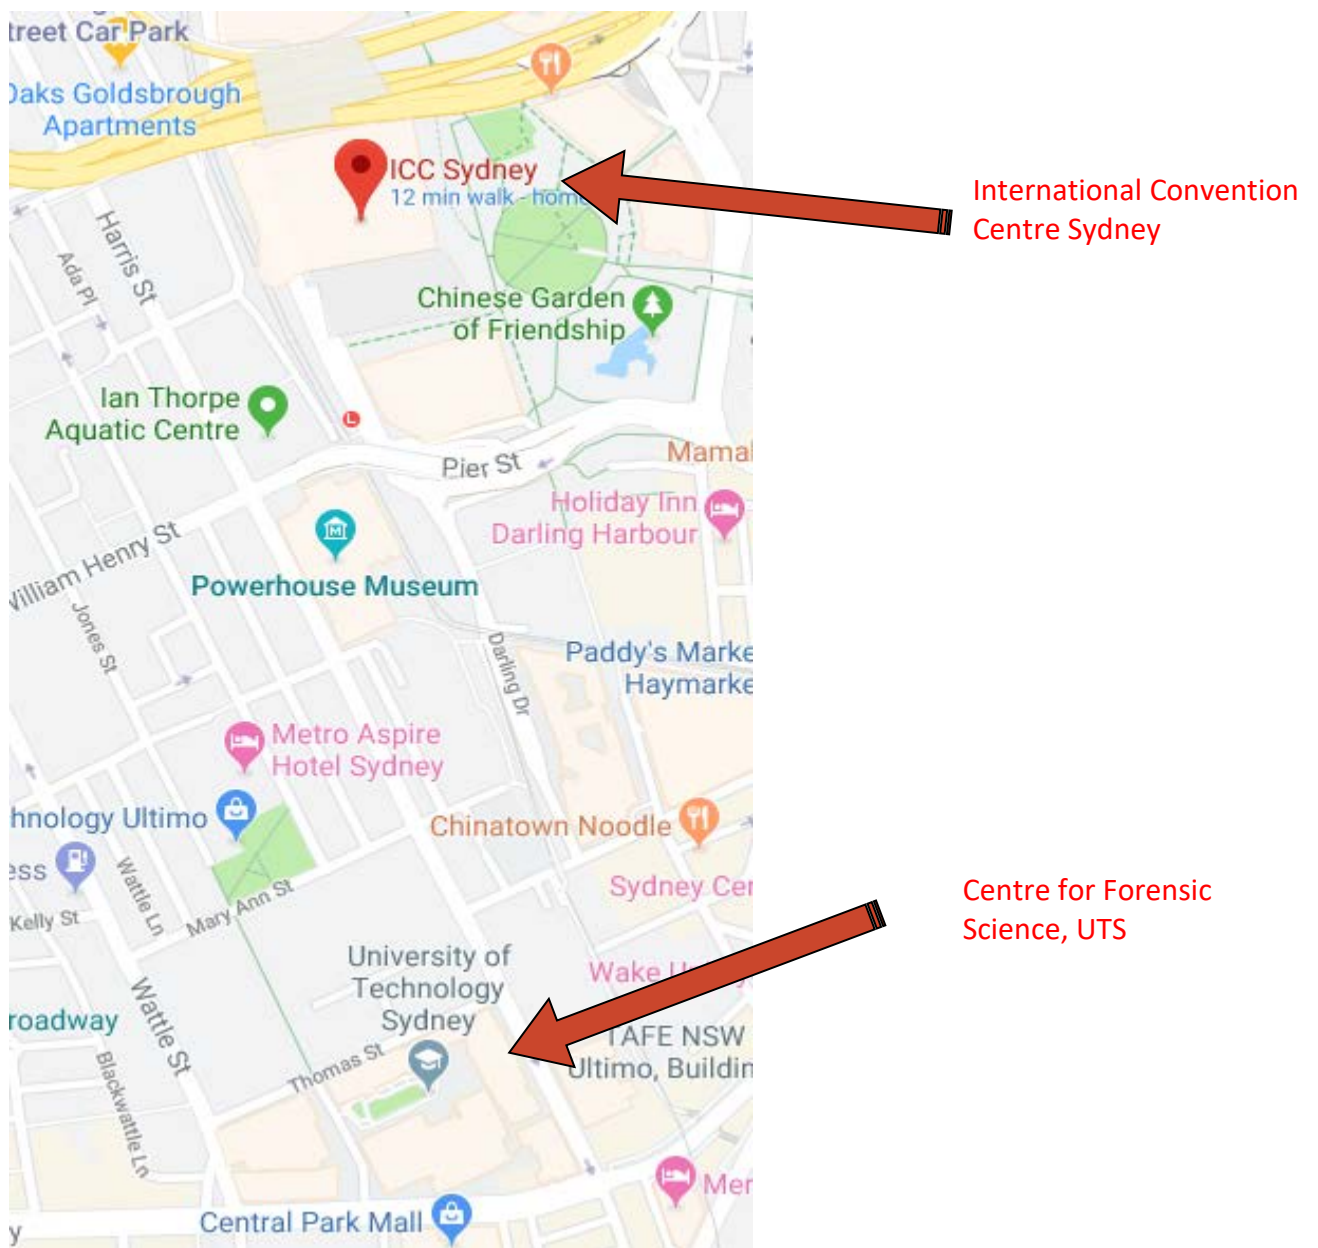 treet Car Park
Oaks Goldsbrough
Apartments
ICC Sydney
12 min walk - home
International Convention
Centre Sydney
Harris St
Ada Pl
Chinese Garden
of Friendship
Ian Thorpe
Aquatic Centre
L
Pier St
Mamak
Holiday Inn
Darling Harbour
William Henry St
M
Powerhouse Museum
Jones St
Darling Dr
Paddy's Marke
Haymarke
Metro Aspire
Hotel Sydney
hnology Ultimo
Chinatown Noodle
ess
Wattle Ln
Sydney Cen
Centre for Forensic
Science, UTS
Kelly St
Mary Ann St
University of
Technology
Sydney
Wake
Wattle St
roadway
TAFE NSW
Ultimo, Buildin
Thomas St
Blackwattle Ln
Mer
Central Park Mall
y